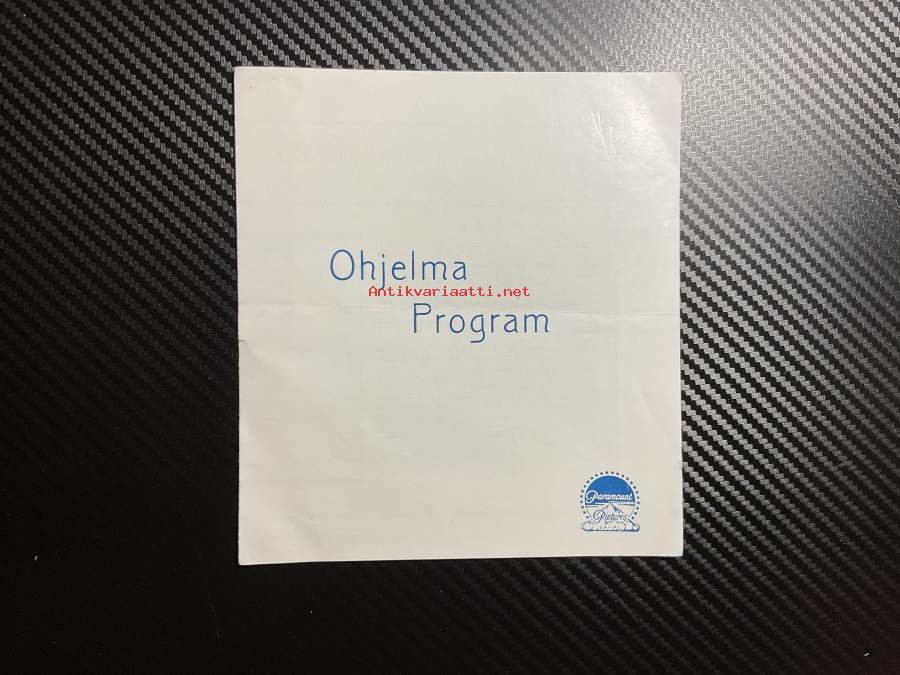 Ohjelma
Antikvariaatti.net
Program
Paramount
Pictures